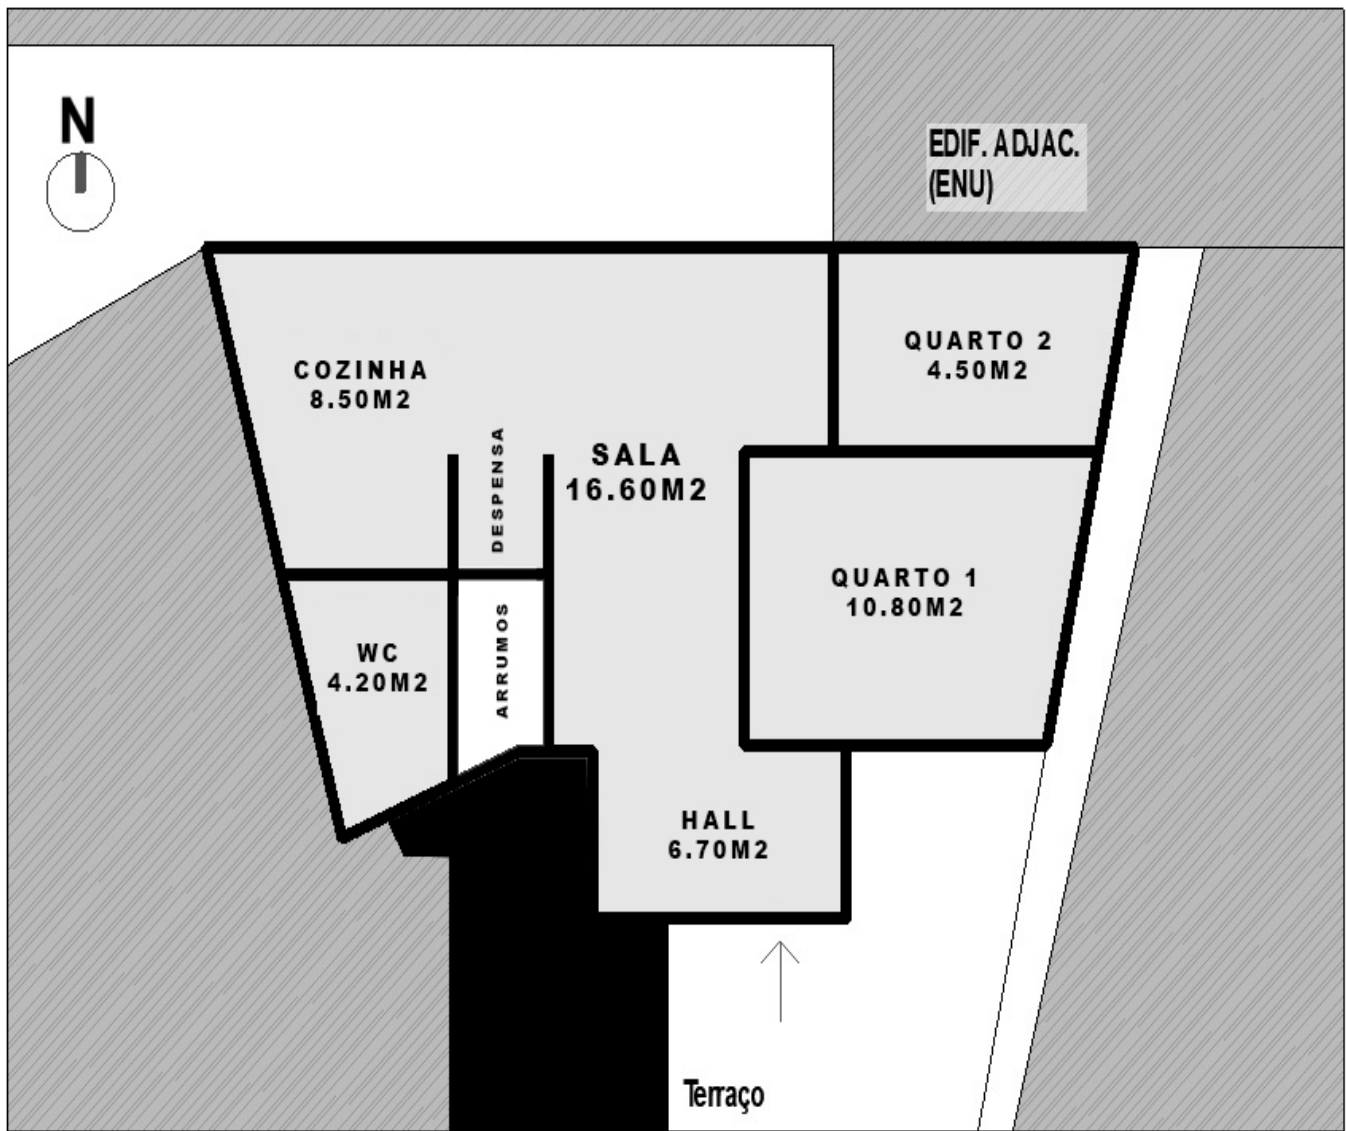 N
EDIF. ADJAC.
(ENU)
QUARTO 2
4.50M2
COZINHA
8.50M2
DESPENSA
SALA
16.60M2
QUARTO 1
10.80M2
WC
4.20M2
ARRUMOS
HALL
6.70M2
Terraço